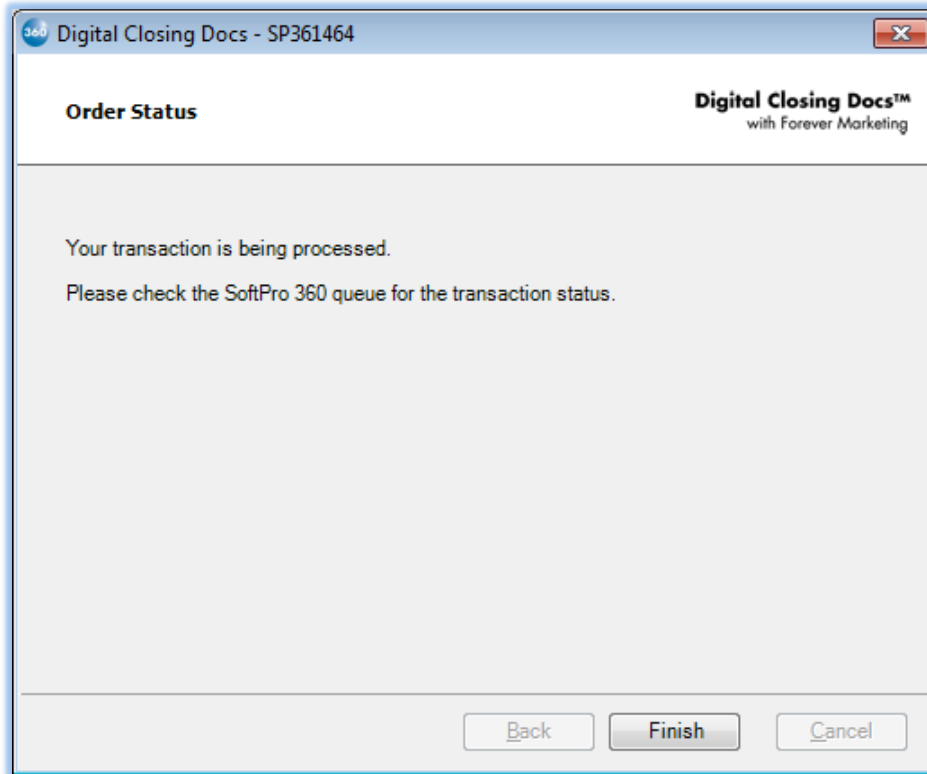 360 Digital Closing Docs - SP361464
Order Status
Digital Closing Docs™
with Forever Marketing
Your transaction is being processed.
Please check the SoftPro 360 queue for the transaction status.
Back Finish Cancel